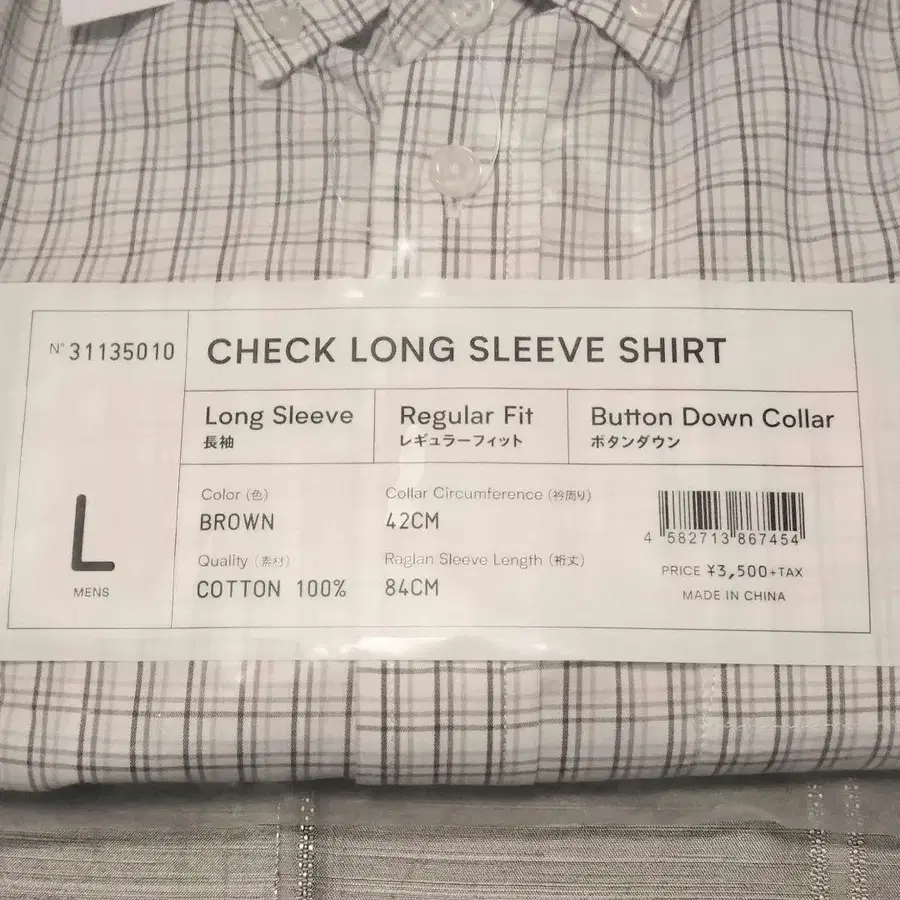 N° 31135010
CHECK LONG SLEEVE SHIRT
Long Sleeve
長袖
Regular Fit
レギュラーフィット
Button Down Collar
ボタンダウン
L
MENS
Color (色)
BROWN
Quality (素材)
COTTON 100%
Collar Circumference (衿周り)
42CM
Raglan Sleeve Length (裄丈)
84CM
4 582713 867454
PRICE ¥3,500+TAX
MADE IN CHINA